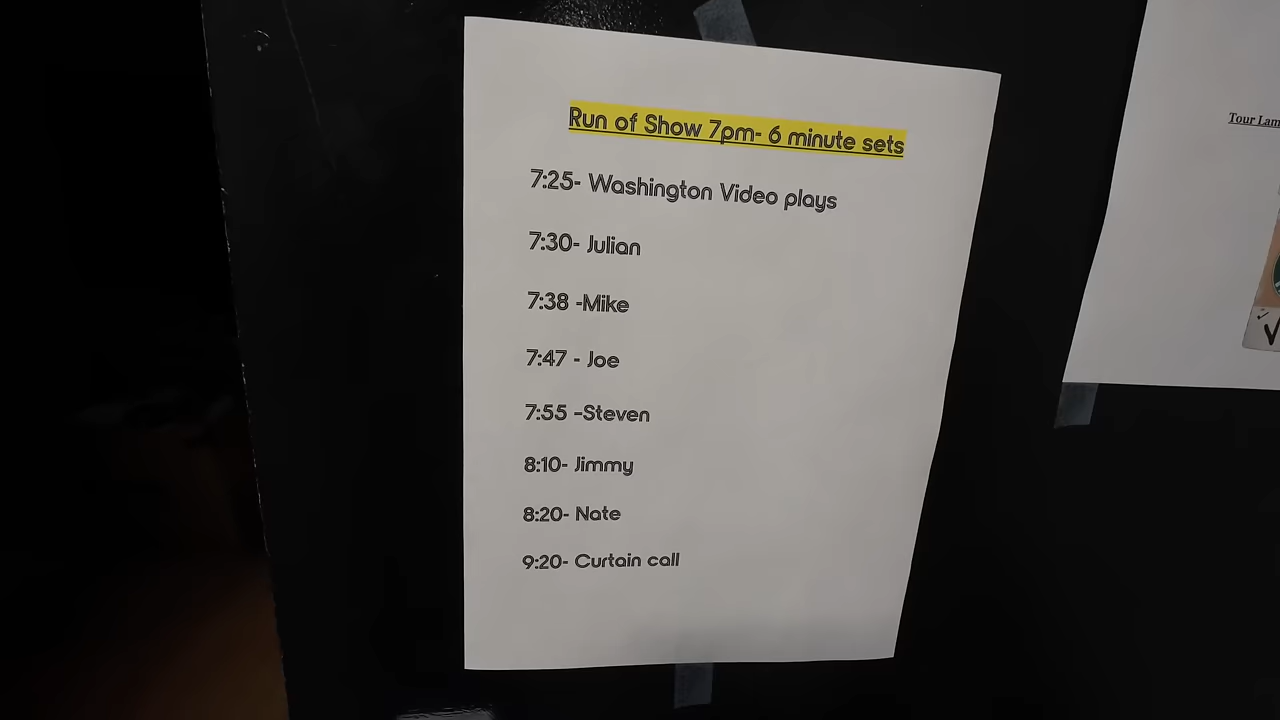 Run of Show 7pm- 6 minute sets
7:25- Washington Video plays
7:30- Julian
7:38 -Mike
7:47 - Joe
7:55 -Steven
8:10- Jimmy
8:20- Nate
9:20- Curtain call
Tour